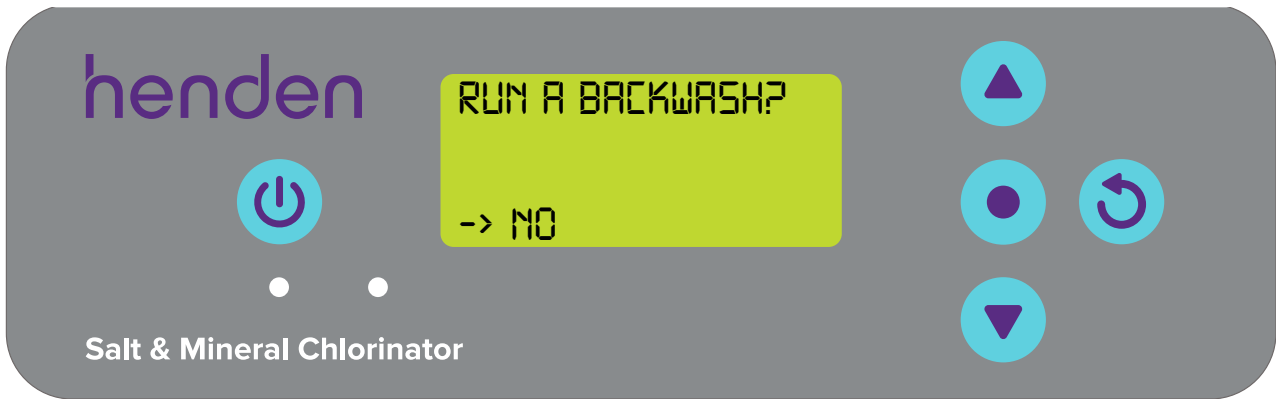 henden
RUN A BACKWASH?
-> NO
Salt & Mineral Chlorinator